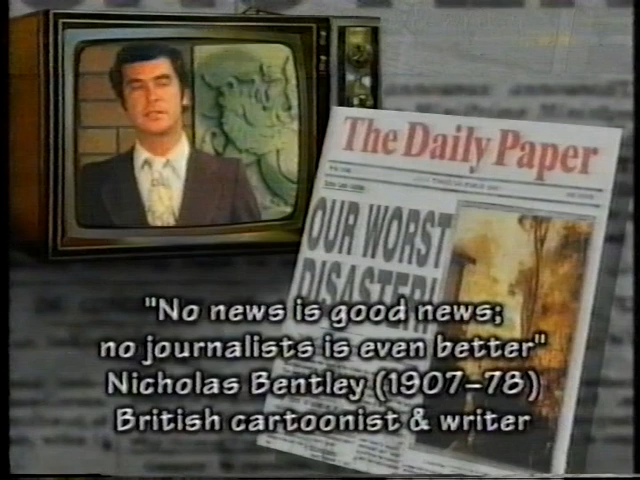 The Daily Paper
OUR WORST
DISASTER!
"No news is good news;
no journalists is even better"
Nicholas Bentley (1907–78)
British cartoonist & writer